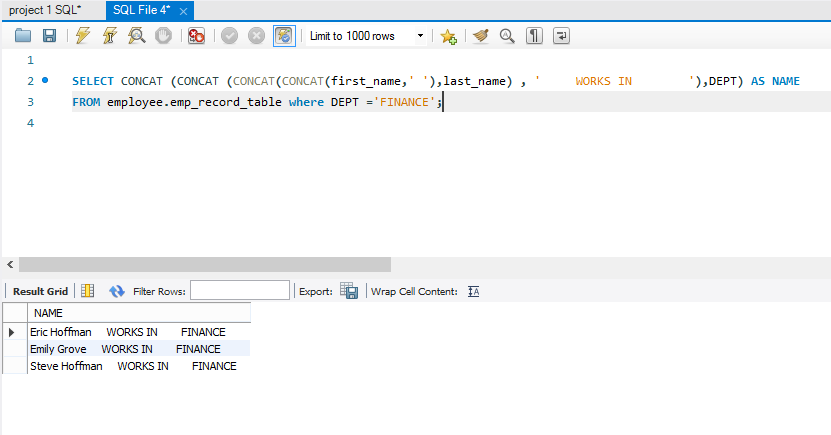 project 1 SQL* SQL File 4* ×
Limit to 1000 rows
1
2 SELECT CONCAT (CONCAT (CONCAT(CONCAT(first_name,' '),last_name) , '     WORKS IN        '),DEPT) AS NAME
3 FROM employee.emp_record_table where DEPT ='FINANCE';
4
Result Grid Filter Rows: Export: Wrap Cell Content:
NAME
Eric Hoffman     WORKS IN        FINANCE
Emily Grove     WORKS IN        FINANCE
Steve Hoffman     WORKS IN        FINANCE